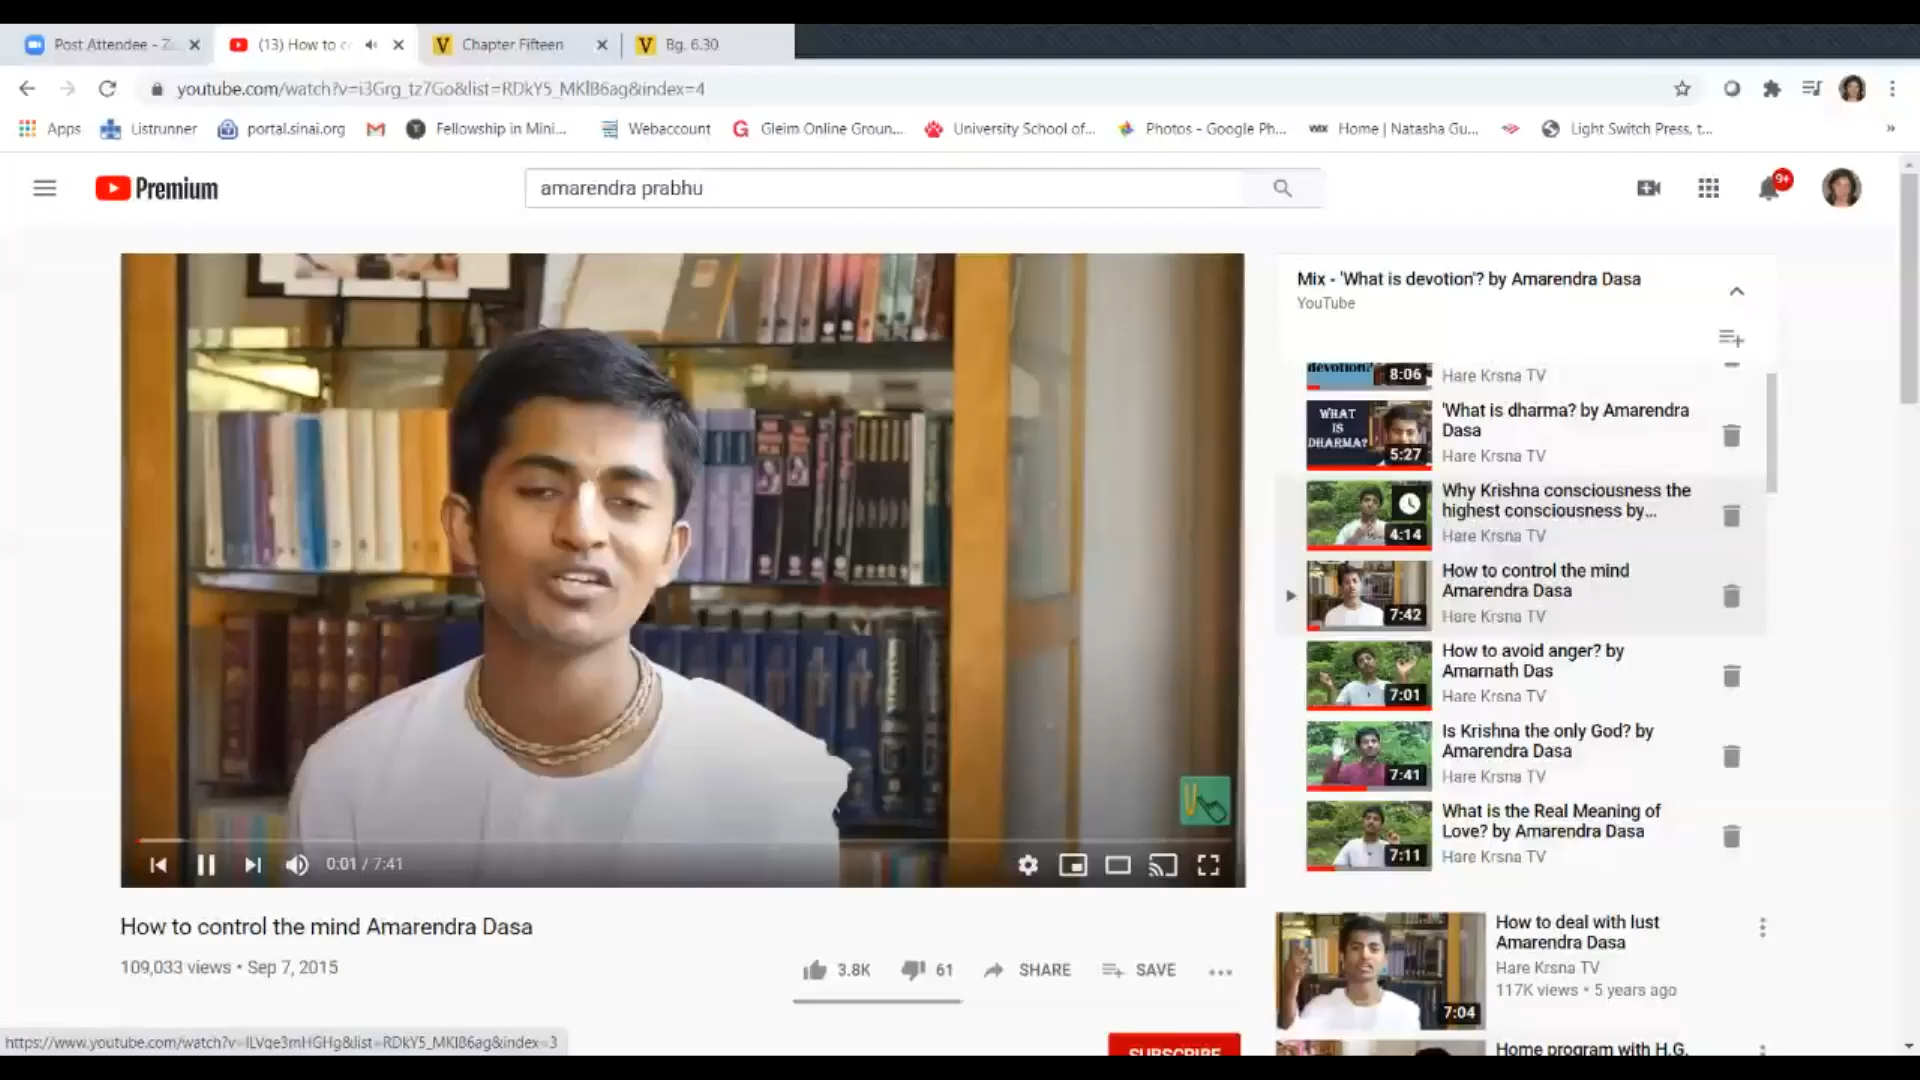 Post Attendee - Z
(13) How to c
Chapter Fifteen
Bg. 6.30
youtube.com/watch?v=i3Grg_tz7Go&list=RDkY5_MKlB6ag&index=4
Apps
Listrunner
portal.sinai.org
Fellowship in Mini...
Webaccount
Gleim Online Groun...
University School of...
Photos - Google Ph...
WiX
Home | Natasha Gu...
Light Switch Press, t...
»
Premium
amarendra prabhu
9+
Mix - 'What is devotion'? by Amarendra Dasa
YouTube
devotion?
8:06
Hare Krsna TV
WHAT
IS
DHARMA?
5:27
'What is dharma? by Amarendra
Dasa
Hare Krsna TV
4:14
Why Krishna consciousness the
highest consciousness by...
Hare Krsna TV
7:42
How to control the mind
Amarendra Dasa
Hare Krsna TV
7:01
How to avoid anger? by
Amarnath Das
Hare Krsna TV
7:41
Is Krishna the only God? by
Amarendra Dasa
Hare Krsna TV
7:11
What is the Real Meaning of
Love? by Amarendra Dasa
Hare Krsna TV
0:01 / 7:41
How to control the mind Amarendra Dasa
109,033 views • Sep 7, 2015
3.8K
61
SHARE
SAVE
7:04
How to deal with lust
Amarendra Dasa
Hare Krsna TV
117K views • 5 years ago
https://www.youtube.com/watch?v=lLVqe3mHGHg&list=RDkY5_MKlB6ag&index=3
SUBSCRIBE
Home program with H.G.